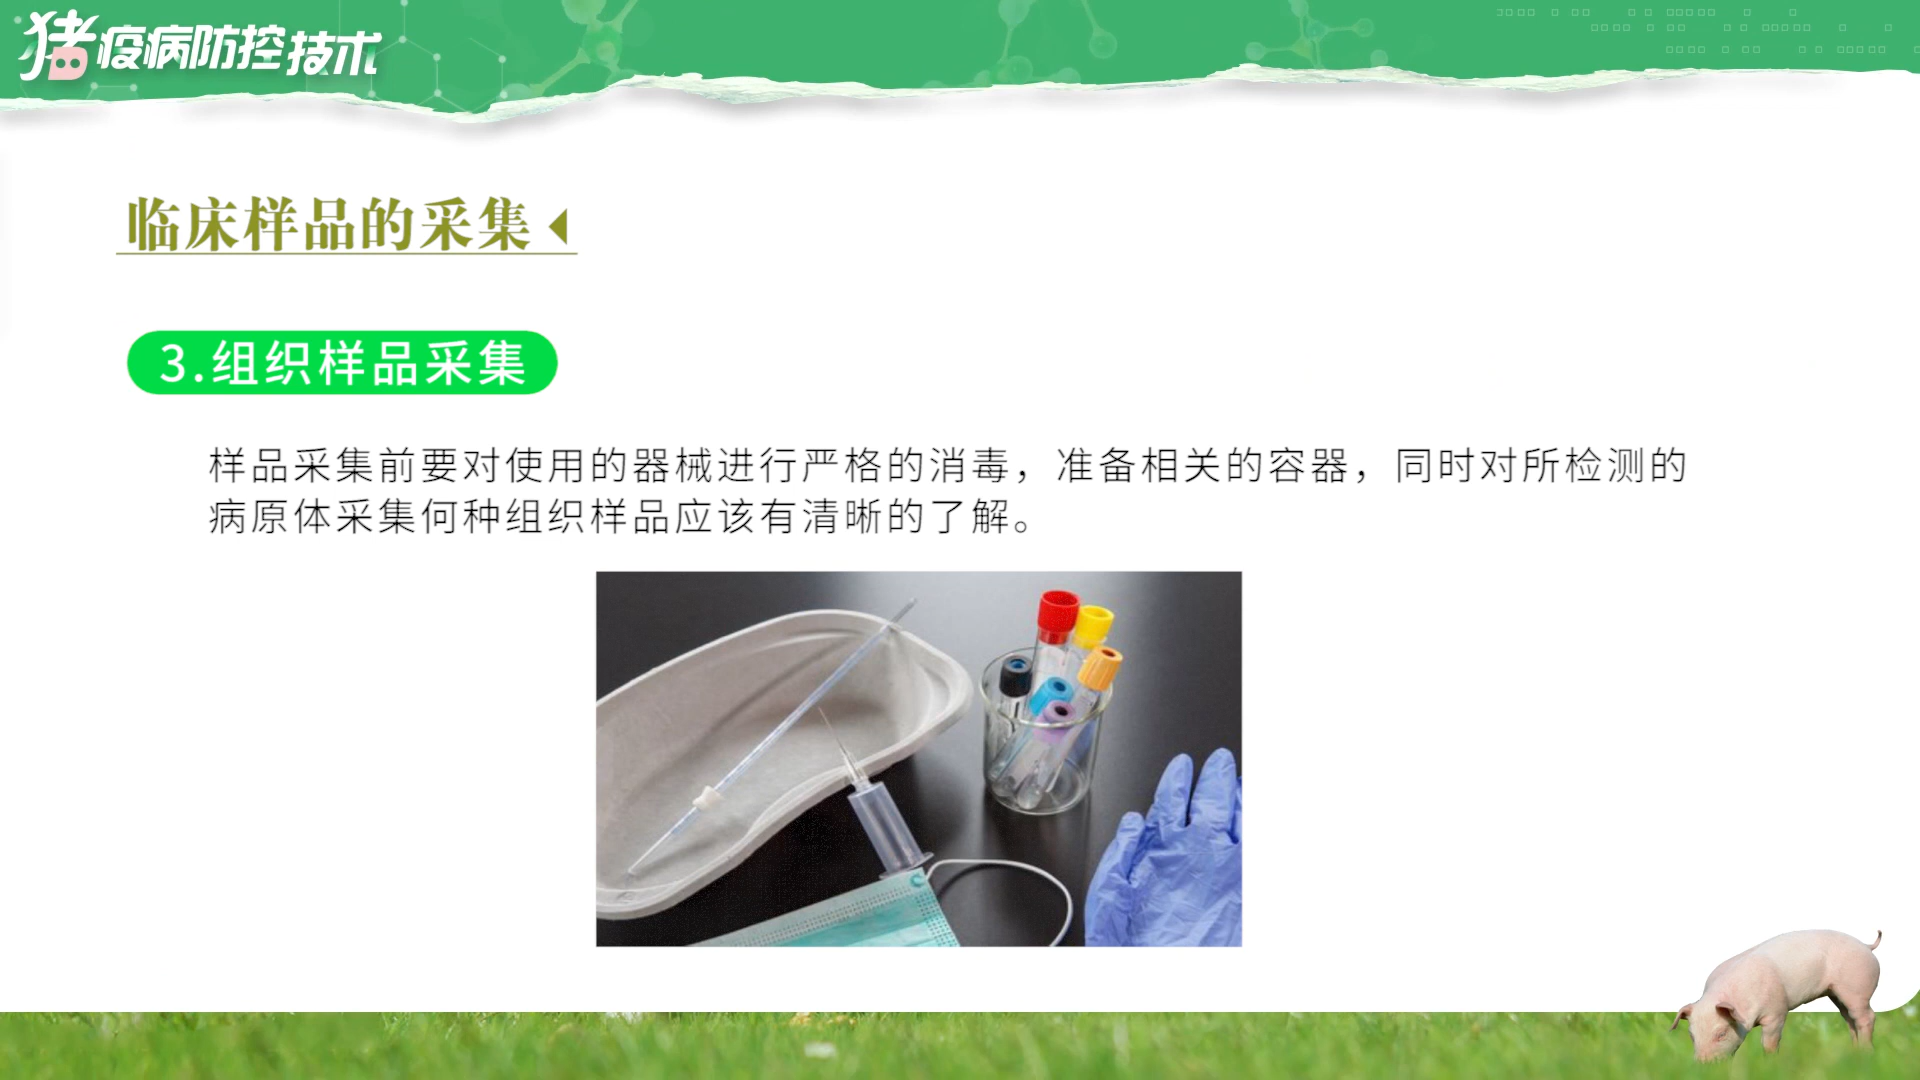 猪疫病防控技术
临床样品的采集
3.组织样品采集
样品采集前要对使用的器械进行严格的消毒，准备相关的容器，同时对所检测的
病原体采集何种组织样品应该有清晰的了解。